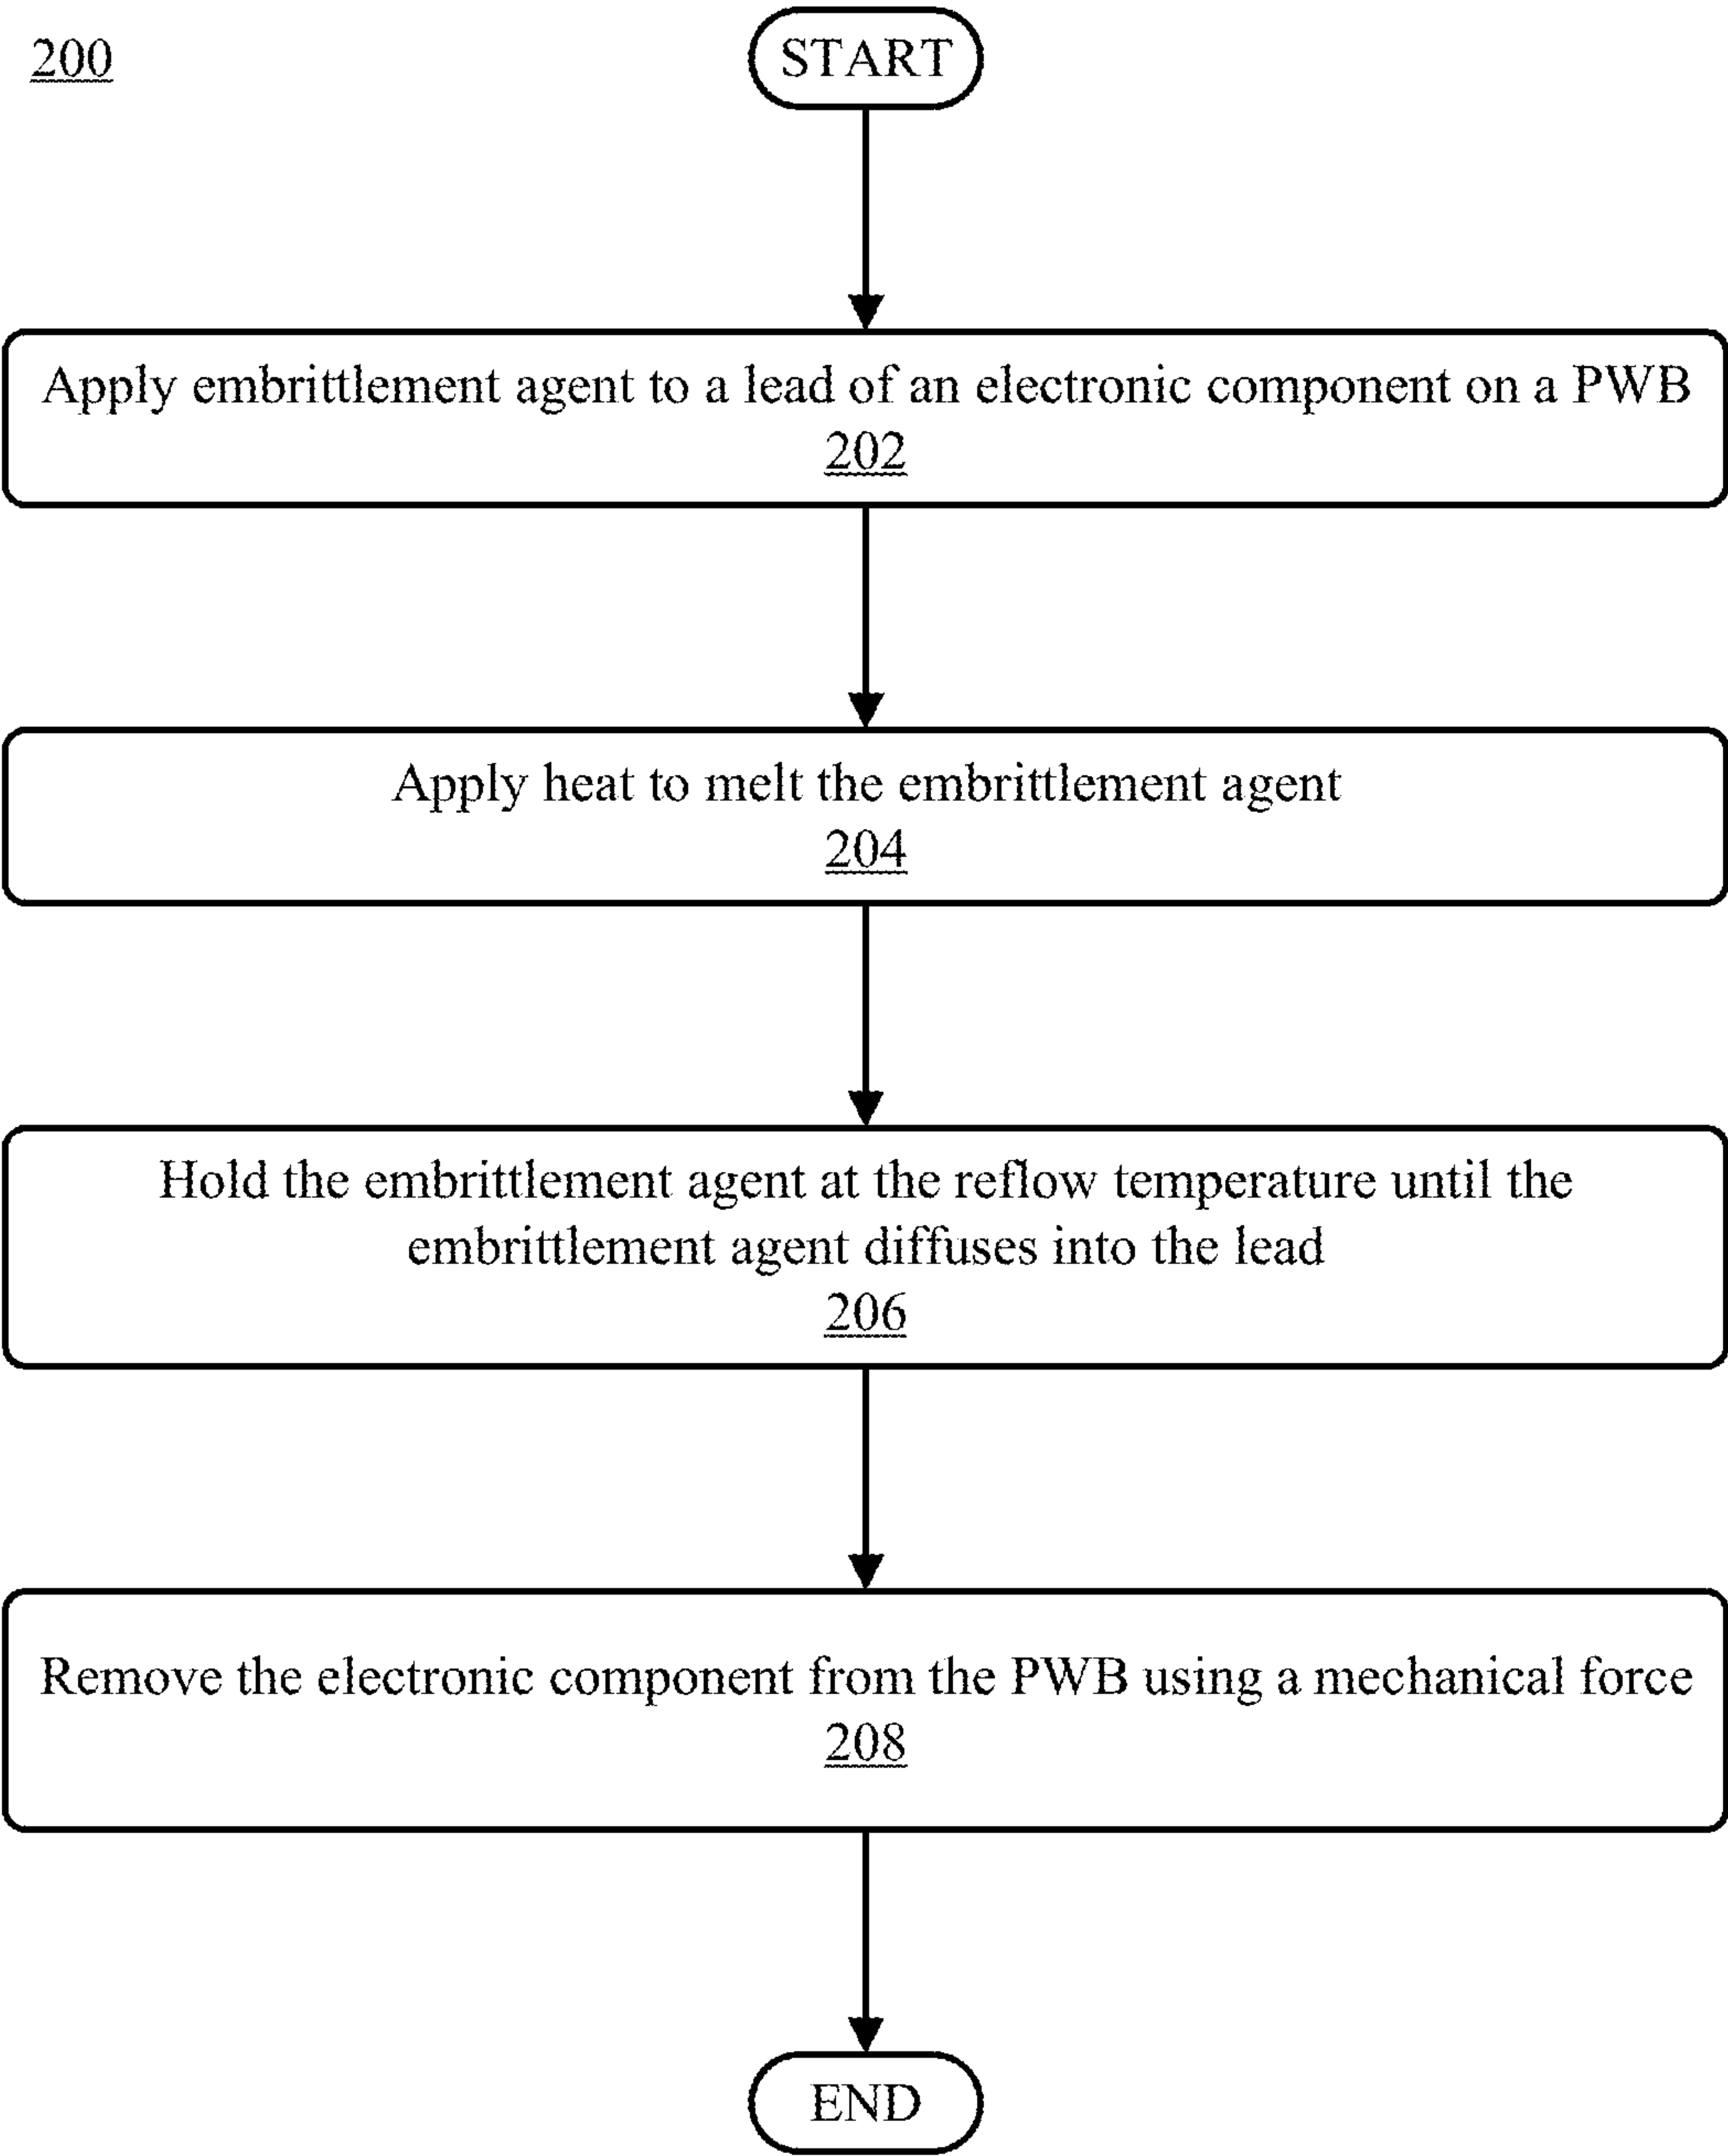 200
START
Apply embrittlement agent to a lead of an electronic component on a PWB
202
Apply heat to melt the embrittlement agent
204
Hold the embrittlement agent at the reflow temperature until the
embrittlement agent diffuses into the lead
206
Remove the electronic component from the PWB using a mechanical force
208
END